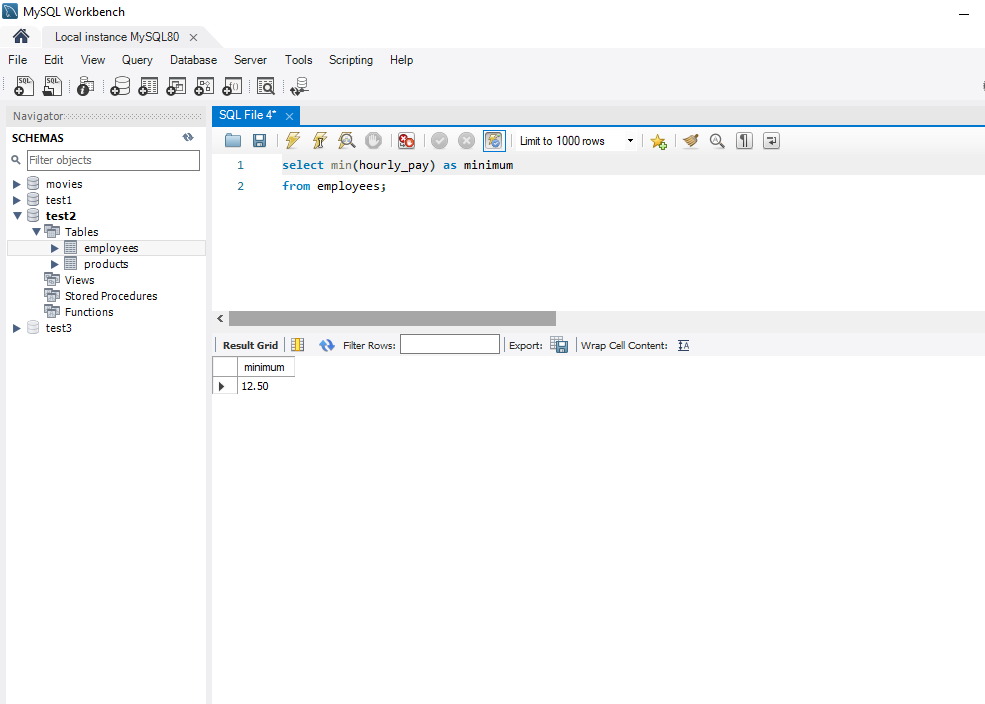 MySQL Workbench
Local instance MySQL80
File Edit View Query Database Server Tools Scripting Help
Navigator
SCHEMAS
Filter objects
movies
test1
test2
Tables
employees
products
Views
Stored Procedures
Functions
test3
SQL File 4*
Limit to 1000 rows
1 select min(hourly_pay) as minimum
2 from employees;
Result Grid Filter Rows: Export: Wrap Cell Content: IA
minimum
12.50